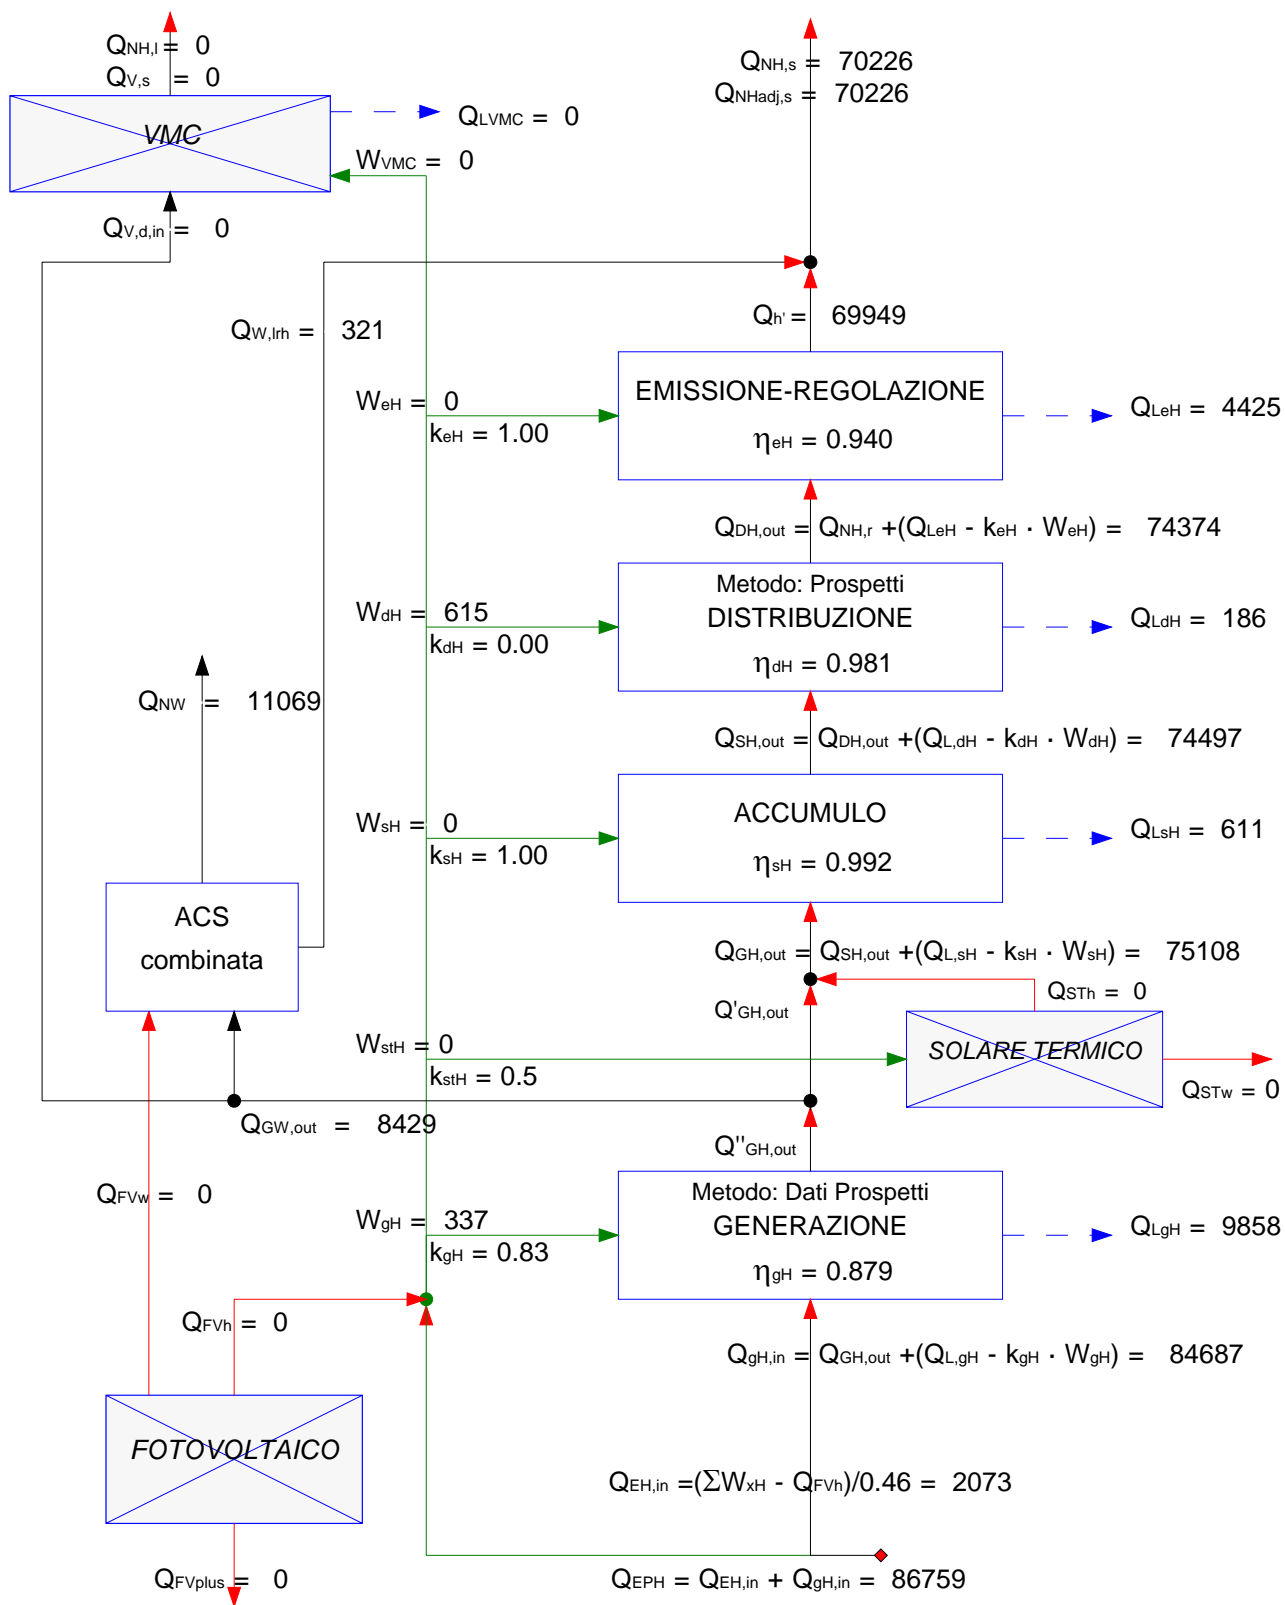 QNH,l = 0
QV,s = 0
VMC
QLVMC = 0
WVMC = 0
QV,d,in = 0
QNH,s = 70226
QNHadj,s = 70226
QW,lrh = 321
Qh' = 69949
WeH = 0
keH = 1.00
EMISSIONE-REGOLAZIONE
ηeH = 0.940
QLeH = 4425
QDH,out = QNH,r +(QLeH - keH · WeH) = 74374
WdH = 615
kdH = 0.00
Metodo: Prospetti
DISTRIBUZIONE
ηdH = 0.981
QLdH = 186
QNW = 11069
QSH,out = QDH,out +(QL,dH - kdH · WdH) = 74497
WsH = 0
ksH = 1.00
ACCUMULO
ηsH = 0.992
QLsH = 611
ACS
combinata
QGH,out = QSH,out +(QL,sH - ksH · WsH) = 75108
QSTh = 0
Q'GH,out
WstH = 0
kstH = 0.5
SOLARE TERMICO
QSTw = 0
QGW,out = 8429
Q''GH,out
QFVw = 0
WgH = 337
kgH = 0.83
Metodo: Dati Prospetti
GENERAZIONE
ηgH = 0.879
QLgH = 9858
QFVh = 0
QgH,in = QGH,out +(QL,gH - kgH · WgH) = 84687
FOTOVOLTAICO
QEH,in =(ΣWxH - QFVh)/0.46 = 2073
QFVplus = 0
QEPH = QEH,in + QgH,in = 86759